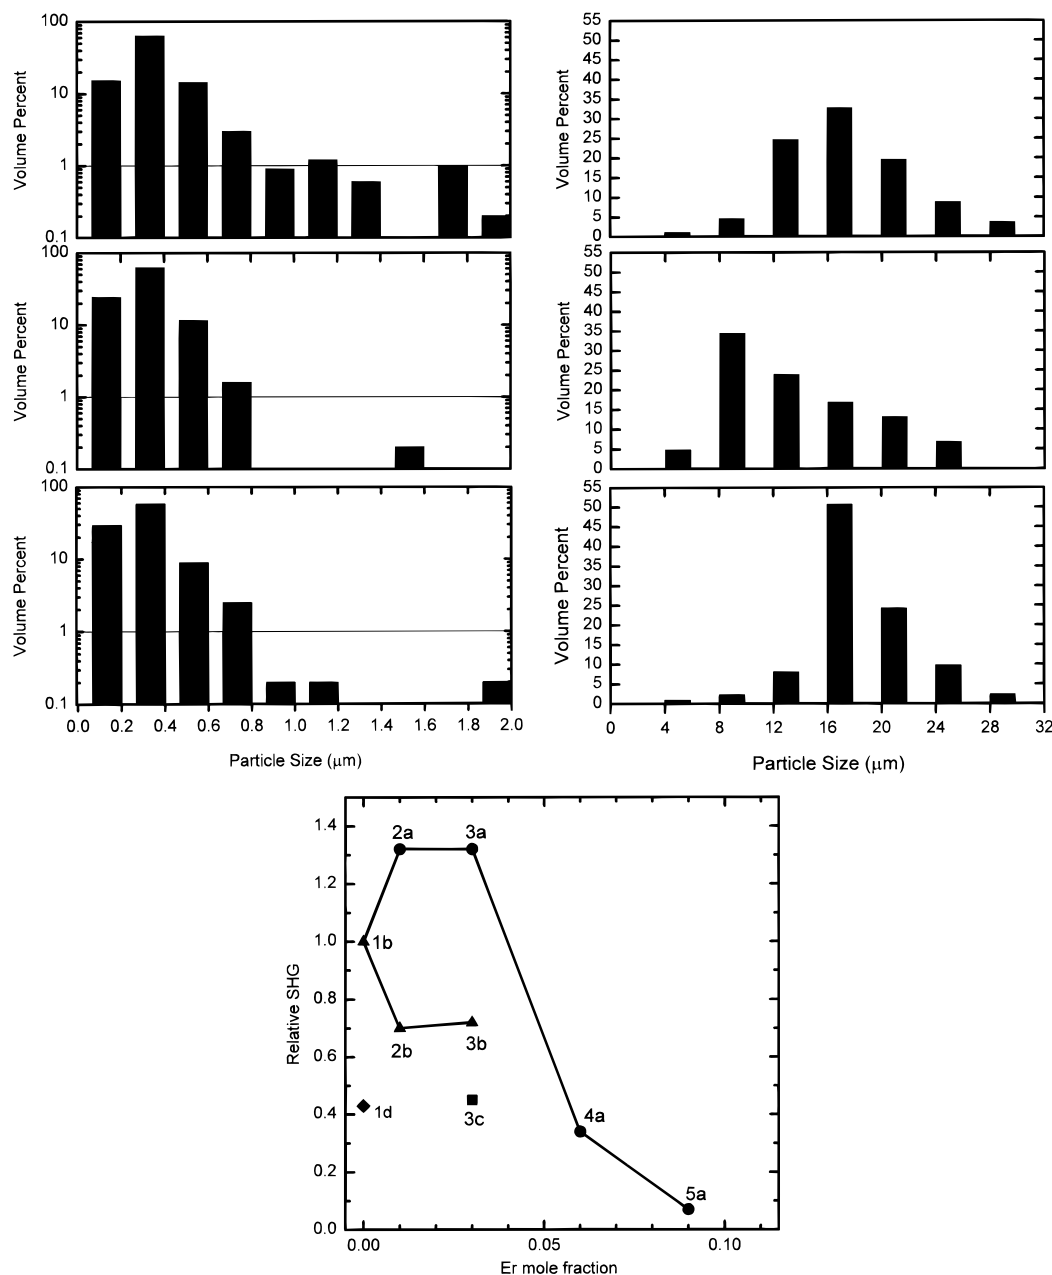 100
10
1
0.1
Volume Percent
55
50
45
40
35
30
25
20
15
10
5
0
Volume Percent
100
10
1
0.1
Volume Percent
55
50
45
40
35
30
25
20
15
10
5
0
Volume Percent
100
10
1
0.1
Volume Percent
0.0 0.2 0.4 0.6 0.8 1.0 1.2 1.4 1.6 1.8 2.0
Particle Size (μm)
55
50
45
40
35
30
25
20
15
10
5
0
Volume Percent
0 4 8 12 16 20 24 28 32
Particle Size (μm)
1.4
1.2
1.0
0.8
0.6
0.4
0.2
0.0
Relative SHG
2a 3a
1b
2b 3b
1d 3c
4a
5a
0.00 0.05 0.10
Er mole fraction